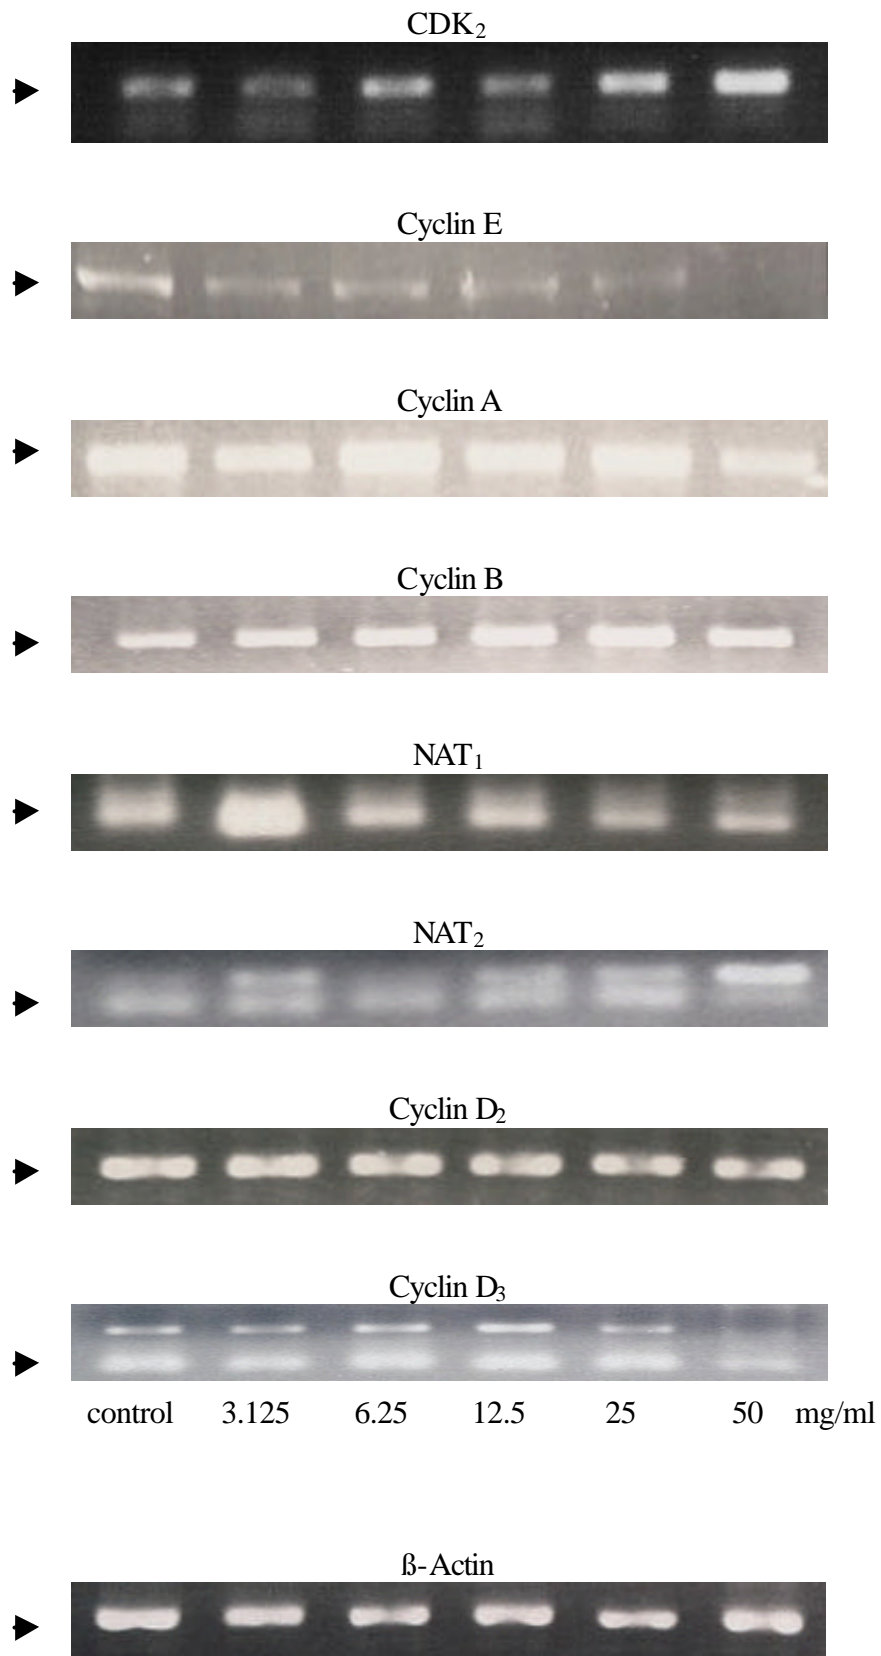 CDK₂
Cyclin E
Cyclin A
Cyclin B
NAT₁
NAT₂
Cyclin D₂
Cyclin D₃
control 3.125 6.25 12.5 25 50 mg/ml
ß-Actin